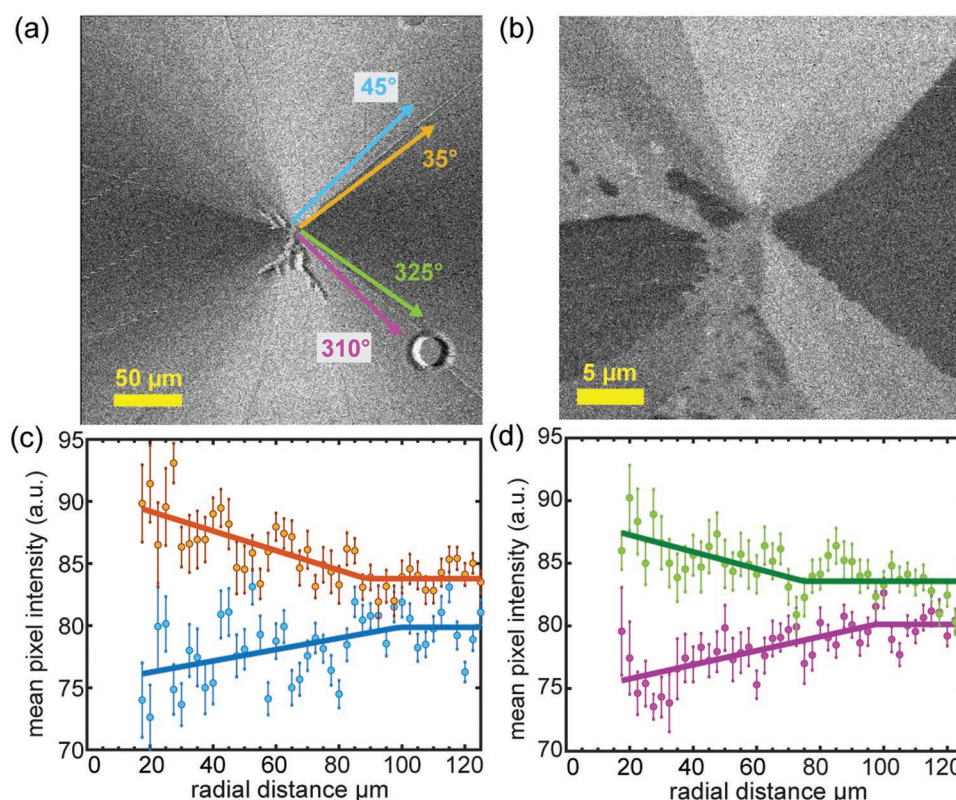 (a)
45°
35°
325°
310°
50 μm
(b)
5 μm
(c)
95
90
85
80
75
70
mean pixel intensity (a.u.)
0 20 40 60 80 100 120
radial distance μm
(d)
95
90
85
80
75
70
mean pixel intensity (a.u.)
0 20 40 60 80 100 120
radial distance μm